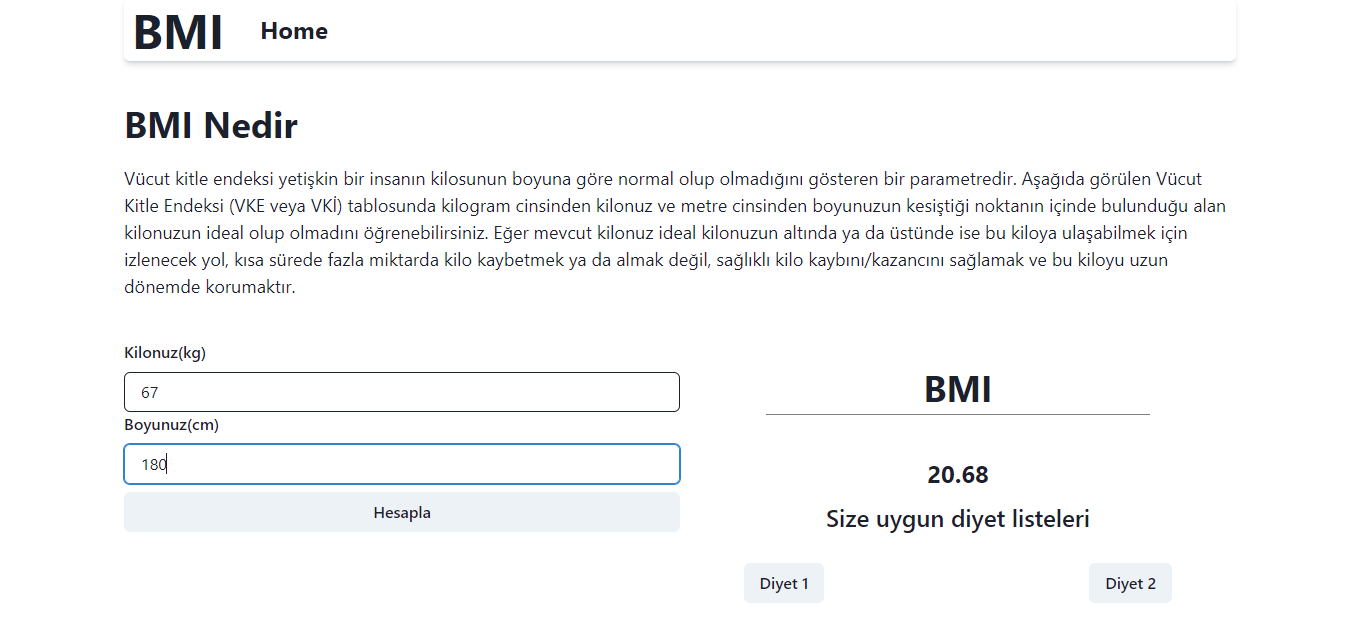 BMI Home
BMI Nedir
Vücut kitle endeksi yetişkin bir insanın kilosunun boyuna göre normal olup olmadığını gösteren bir parametredir. Aşağıda görülen Vücut
Kitle Endeksi (VKE veya VKİ) tablosunda kilogram cinsinden kilonuz ve metre cinsinden boyunuzun kesiştiği noktanın içinde bulunduğu alan
kilonuzun ideal olup olmadını öğrenebilirsiniz. Eğer mevcut kilonuz ideal kilonuzun altında ya da üstünde ise bu kiloya ulaşabilmek için
izlenecek yol, kısa sürede fazla miktarda kilo kaybetmek ya da almak değil, sağlıklı kilo kaybını/kazancını sağlamak ve bu kiloyu uzun
dönemde korumaktır.
Kilonuz(kg)
67
Boyunuz(cm)
180
Hesapla
BMI
20.68
Size uygun diyet listeleri
Diyet 1
Diyet 2